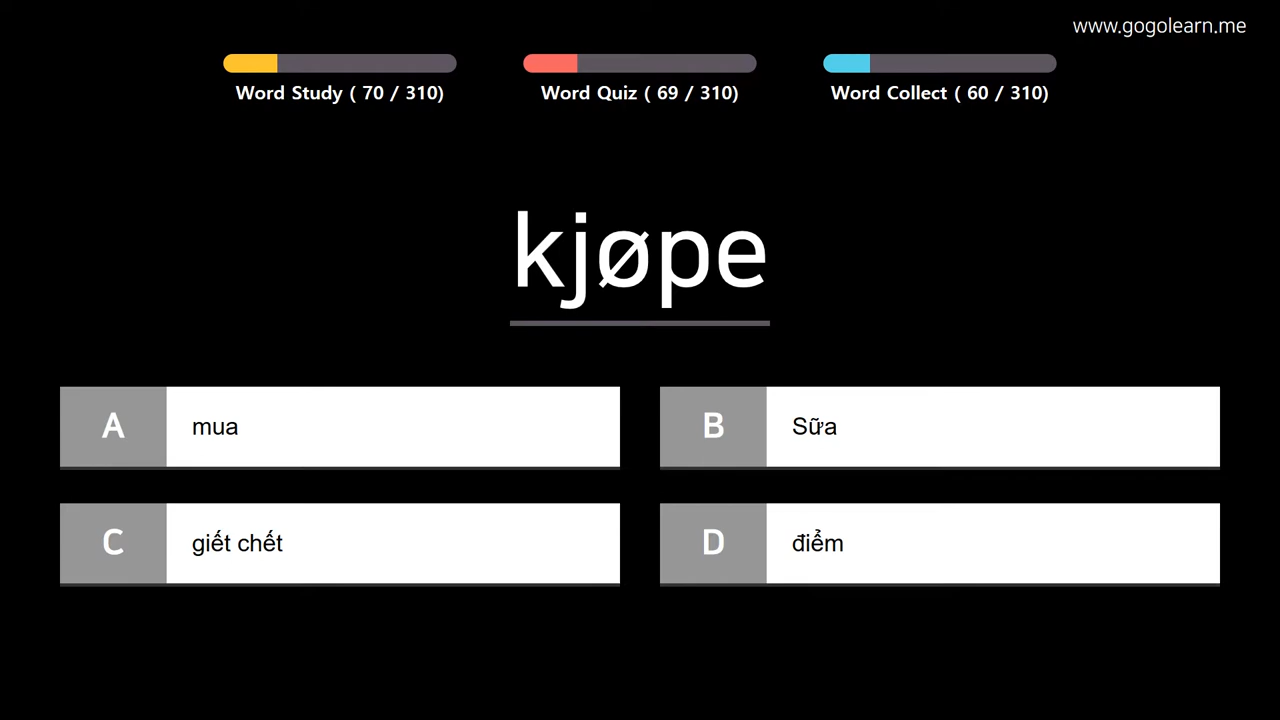 www.gogolearn.me
Word Study ( 70 / 310)
Word Quiz ( 69 / 310)
Word Collect ( 60 / 310)
kjøpe
A mua
B Sữa
C giết chết
D điểm